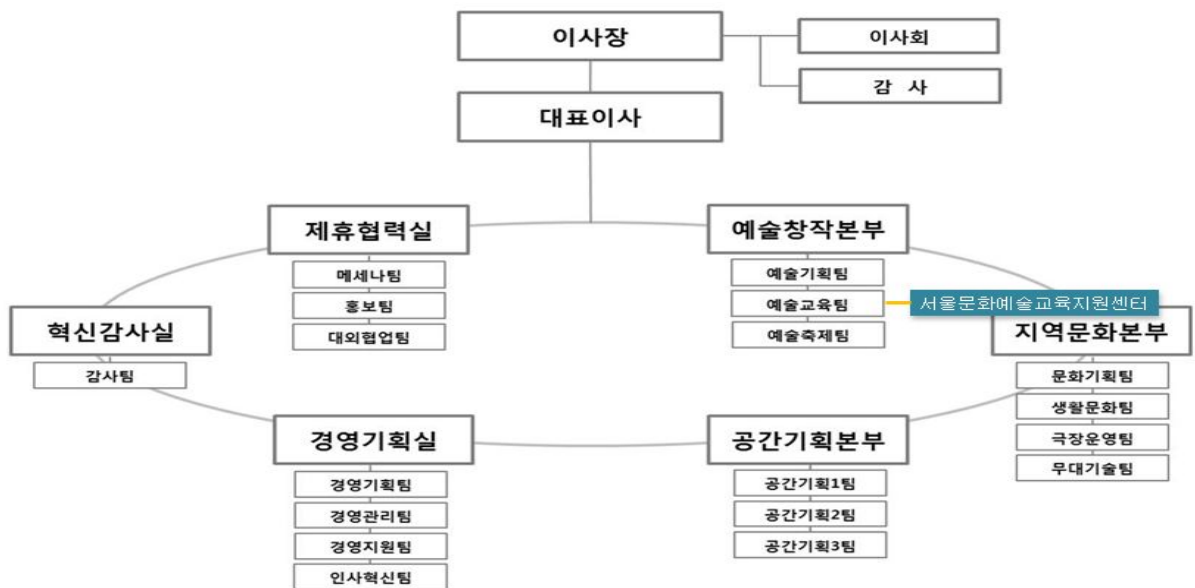 이사장
이사회
감 사
대표이사
제휴협력실
메세나팀
홍보팀
대외협업팀
예술창작본부
예술기획팀
예술교육팀
서울문화예술교육지원센터
예술축제팀
혁신감사실
감사팀
지역문화본부
문화기획팀
생활문화팀
극장운영팀
무대기술팀
경영기획실
경영기획팀
경영관리팀
경영지원팀
인사혁신팀
공간기획본부
공간기획1팀
공간기획2팀
공간기획3팀